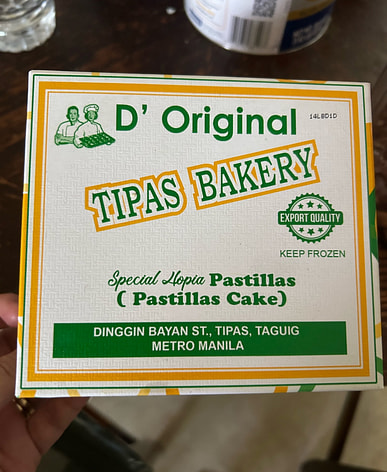 D' Original
14LBD1D
TIPAS BAKERY
EXPORT QUALITY
KEEP FROZEN
Special Hopia Pastillas
( Pastillas Cake)
DINGGIN BAYAN ST., TIPAS, TAGUIG
METRO MANILA